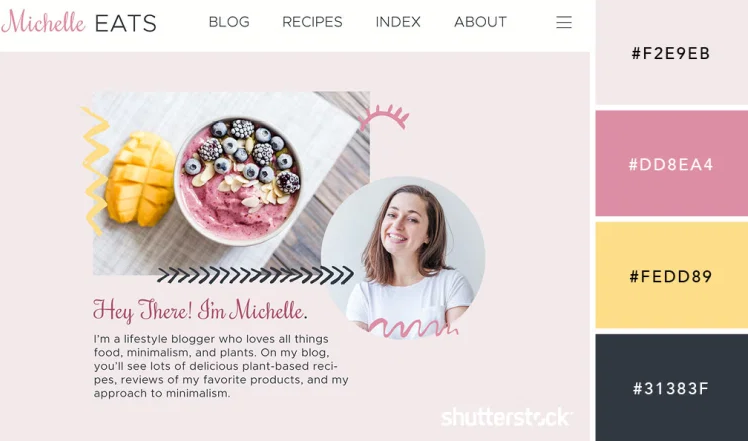 Michelle EATS
BLOG RECIPES INDEX ABOUT
Hey There! I'm Michelle.
I'm a lifestyle blogger who loves all things
food, minimalism, and plants. On my blog,
you'll see lots of delicious plant-based reci-
pes, reviews of my favorite products, and my
approach to minimalism.
shutterstock
#F2E9EB
#DD8EA4
#FEDD89
#31383F